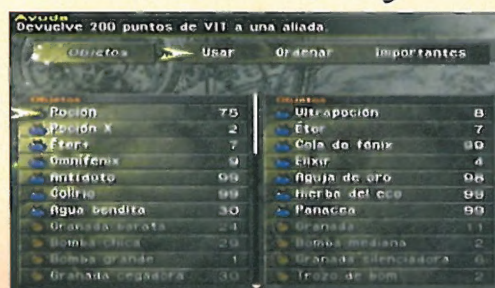 Ayuda
Devuelve 200 puntos de VIT a una aliada.
Objetos Usar Ordenar Importantes
Objetos Objetos
Poción 75 Ultrapoción 8
Poción X 2 Éter 7
Éter+ 7 Cola de fénix 99
Omnifénix 9 Elixir 4
Antídoto 99 Aguja de oro 98
Colirio 99 Hierba del eco 99
Agua bendita 30 Panacea 99
Granada barata 24 Granada 11
Bomba chica 29 Bomba mediana 2
Bomba grande 1 Granada silenciadora 6
Granada cegadora 30 Trozo de bom 2